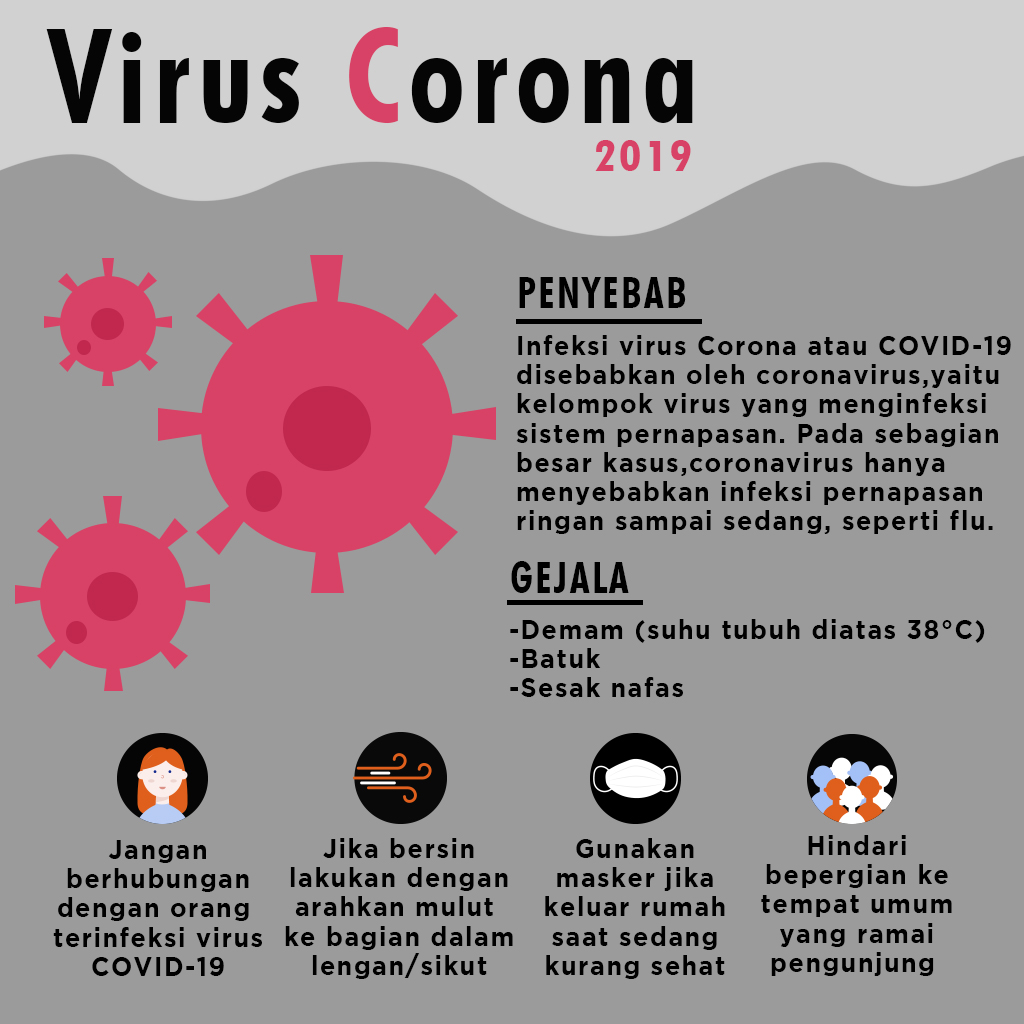 Virus Corona
2019
PENYEBAB
Infeksi virus Corona atau COVID-19
disebabkan oleh coronavirus,yaitu
kelompok virus yang menginfeksi
sistem pernapasan. Pada sebagian
besar kasus,coronavirus hanya
menyebabkan infeksi pernapasan
ringan sampai sedang, seperti flu.
GEJALA
-Demam (suhu tubuh diatas 38°C)
-Batuk
-Sesak nafas
Jangan
berhubungan
dengan orang
terinfeksi virus
COVID-19
Jika bersin
lakukan dengan
arahkan mulut
ke bagian dalam
lengan/sikut
Gunakan
masker jika
keluar rumah
saat sedang
kurang sehat
Hindari
bepergian ke
tempat umum
yang ramai
pengunjung